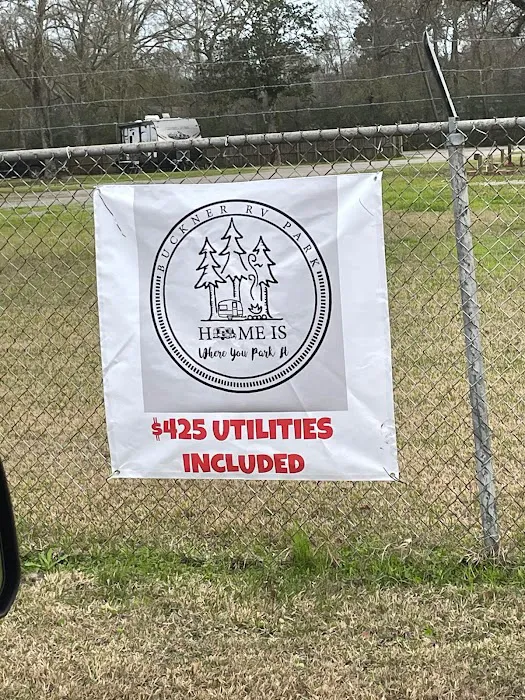 BUCKNER RV PARK
HOME IS
Where You Park It
$425 UTILITIES
INCLUDED